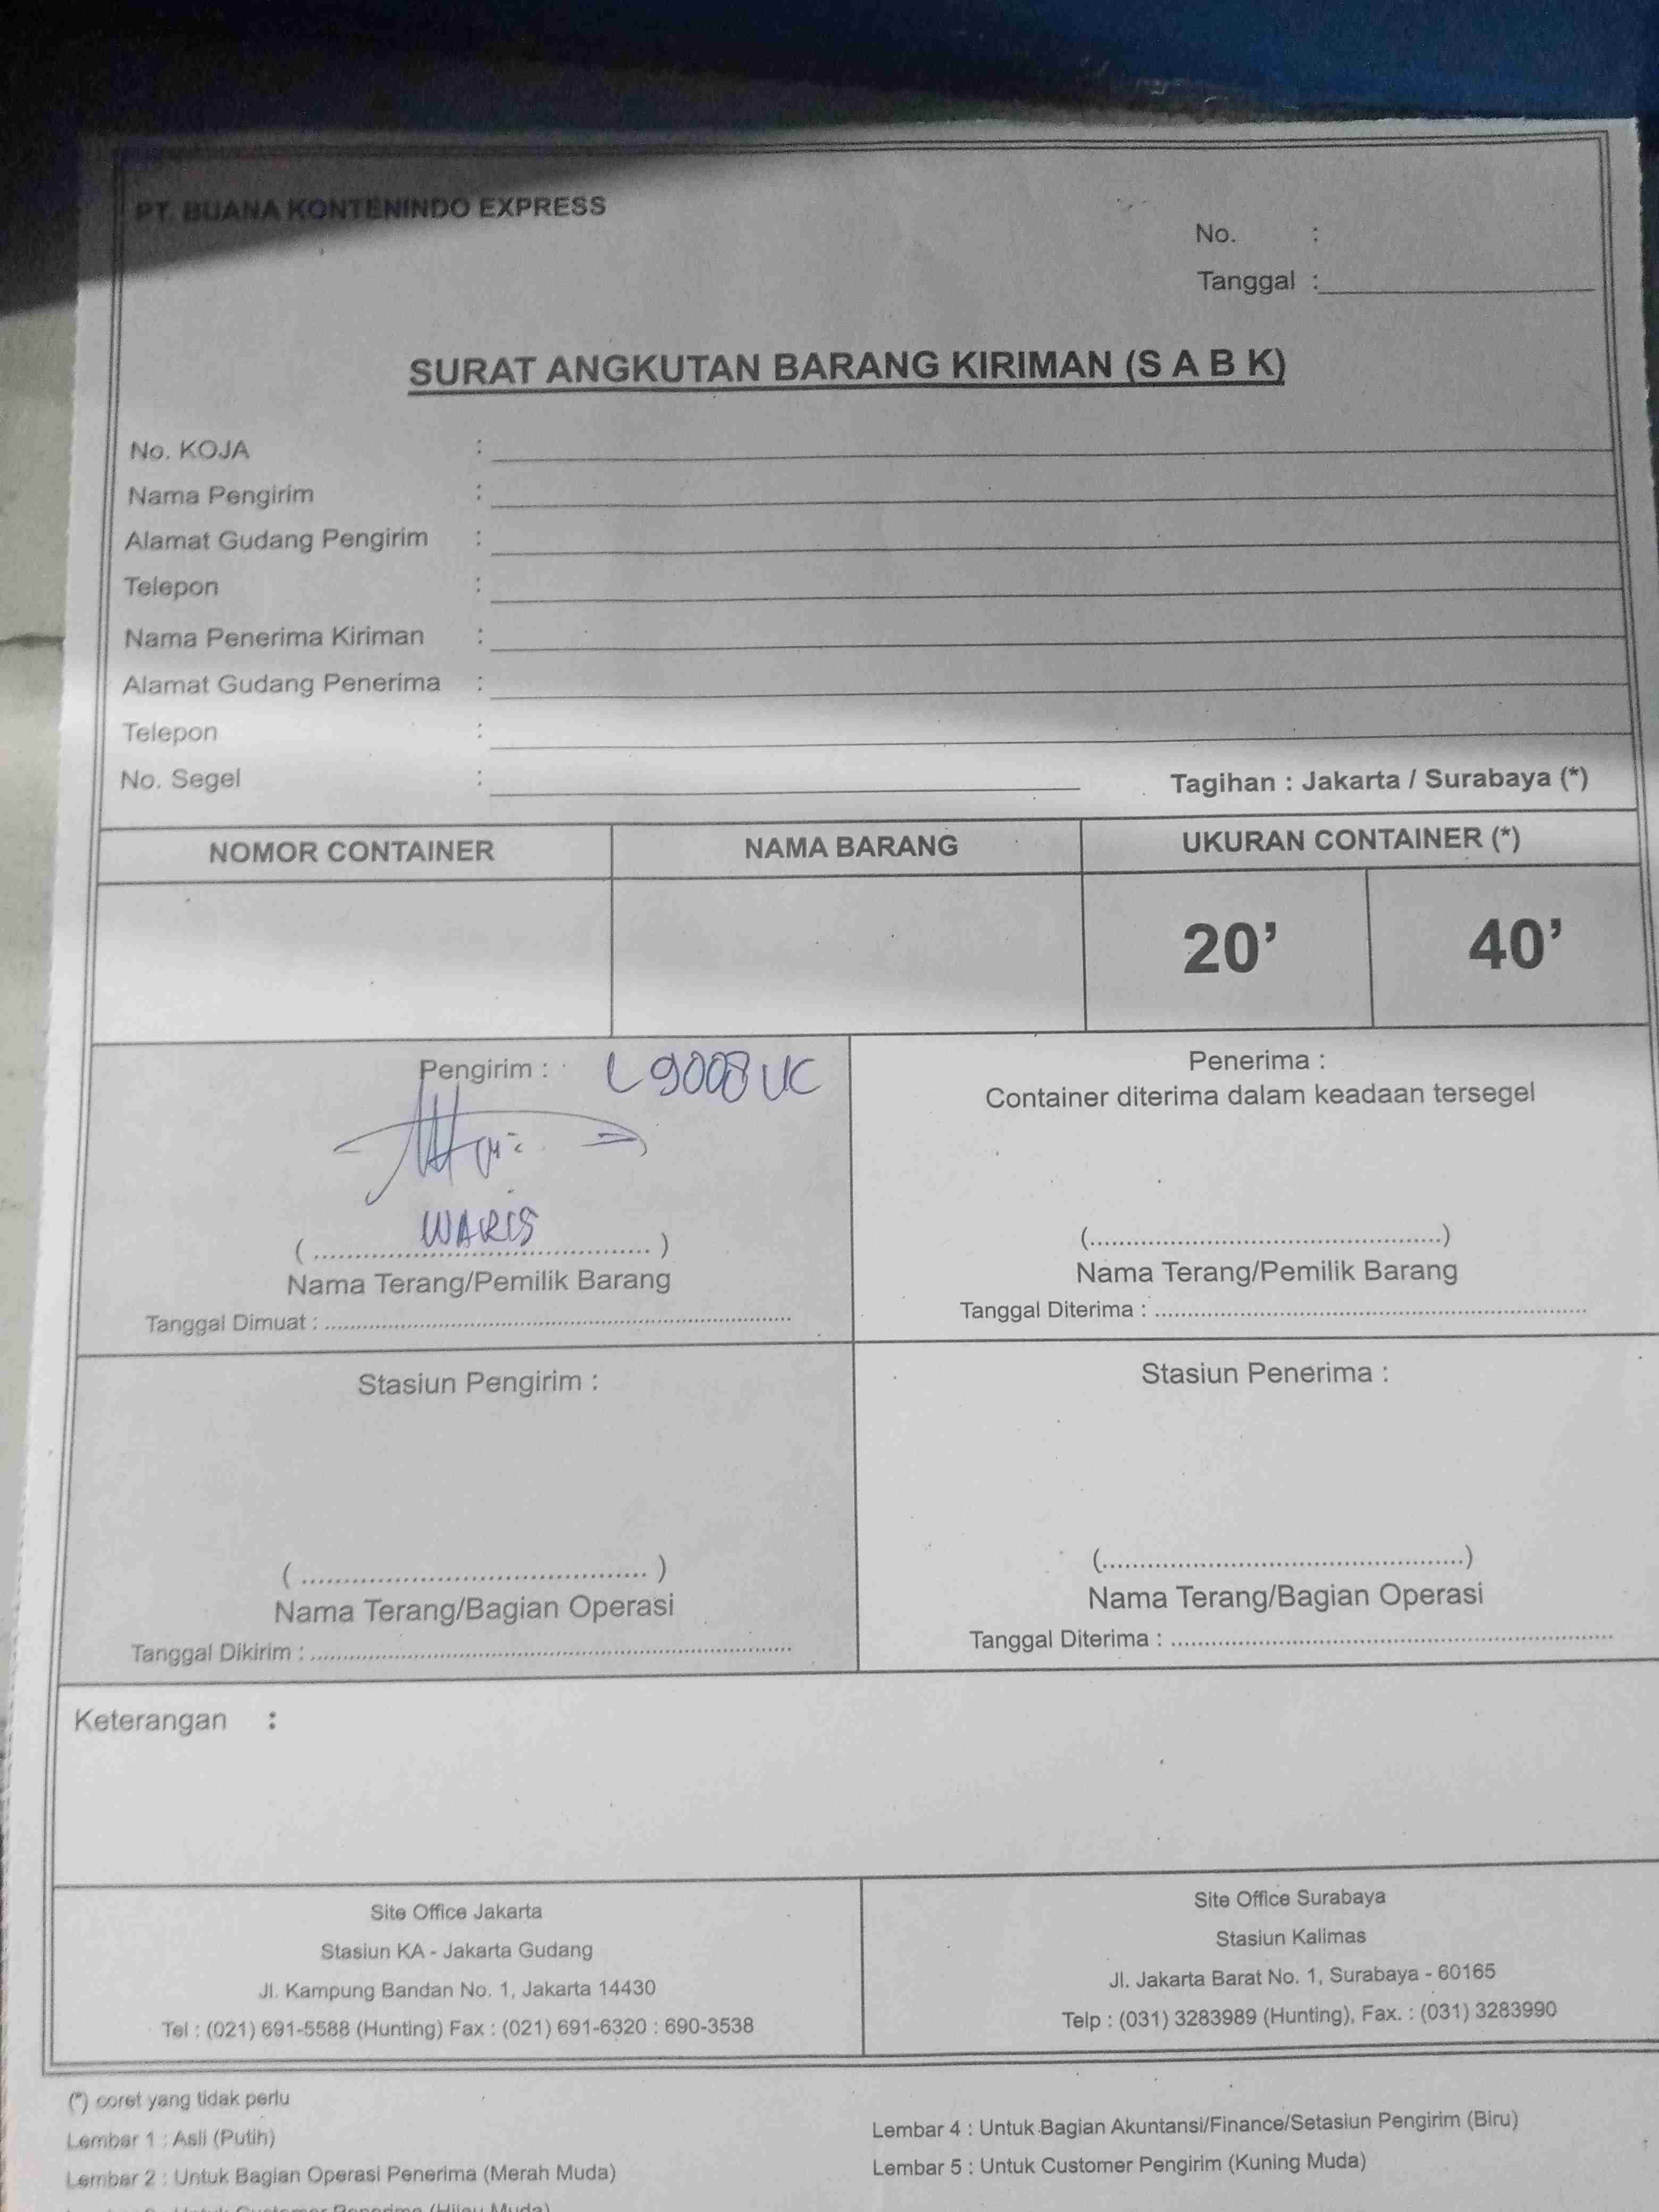 PT. BUANA KONTENINDO EXPRESS
No. :
Tanggal :
SURAT ANGKUTAN BARANG KIRIMAN (S A B K)
No. KOJA :
Nama Pengirim :
Alamat Gudang Pengirim :
Telepon :
Nama Penerima Kiriman :
Alamat Gudang Penerima :
Telepon :
No. Segel :
Tagihan : Jakarta / Surabaya (*)
NOMOR CONTAINER NAMA BARANG UKURAN CONTAINER (*)
20’ 40’
Pengirim : L 9008 UC
WARIS
( ........................................ )
Nama Terang/Pemilik Barang
Tanggal Dimuat : ........................................
Penerima :
Container diterima dalam keadaan tersegel
(........................................)
Nama Terang/Pemilik Barang
Tanggal Diterima : ........................................
Stasiun Pengirim :
( ........................................ )
Nama Terang/Bagian Operasi
Tanggal Dikirim : ........................................
Stasiun Penerima :
(........................................)
Nama Terang/Bagian Operasi
Tanggal Diterima : ........................................
Keterangan :
Site Office Jakarta
Stasiun KA - Jakarta Gudang
Jl. Kampung Bandan No. 1, Jakarta 14430
Tel : (021) 691-5588 (Hunting) Fax : (021) 691-6320 : 690-3538
Site Office Surabaya
Stasiun Kalimas
Jl. Jakarta Barat No. 1, Surabaya - 60165
Telp : (031) 3283989 (Hunting), Fax. : (031) 3283990
(*) coret yang tidak perlu
Lembar 1 : Asli (Putih)
Lembar 2 : Untuk Bagian Operasi Penerima (Merah Muda)
Lembar 4 : Untuk Bagian Akuntansi/Finance/Setasiun Pengirim (Biru)
Lembar 5 : Untuk Customer Pengirim (Kuning Muda)